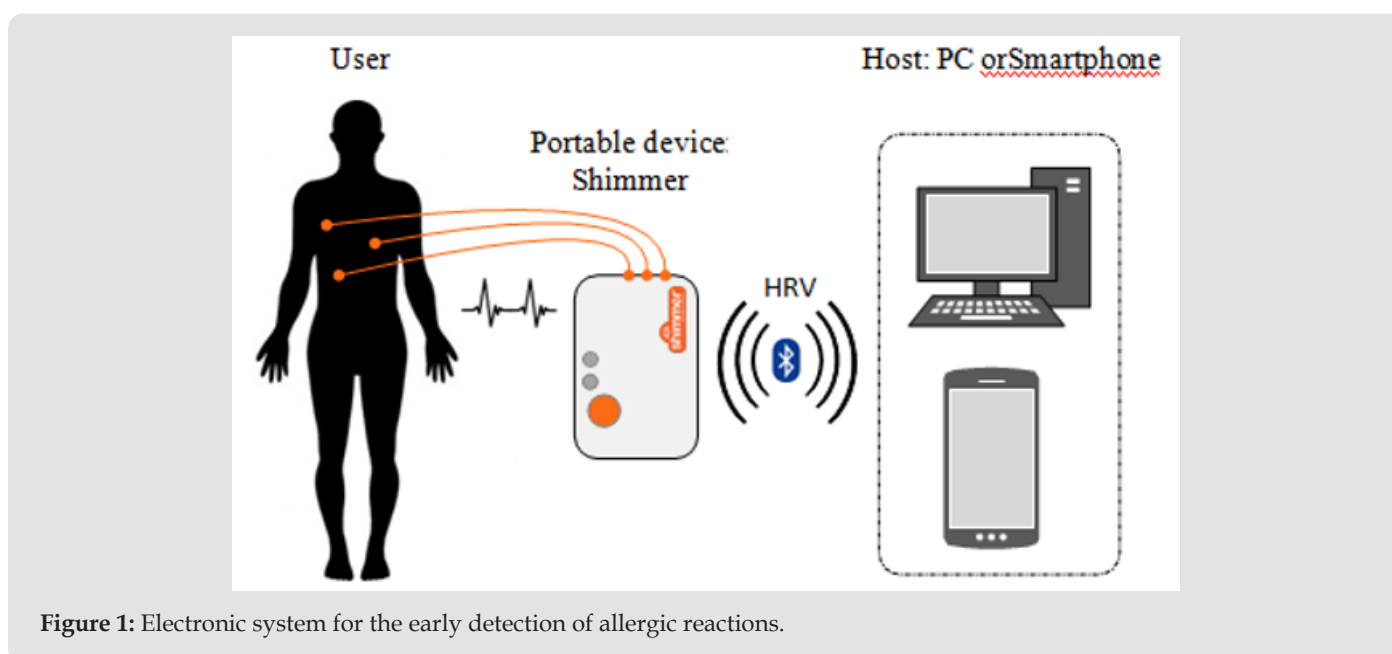 User
Host: PC orSmartphone
Portable device:
Shimmer
shimmer
HRV
Figure 1: Electronic system for the early detection of allergic reactions.